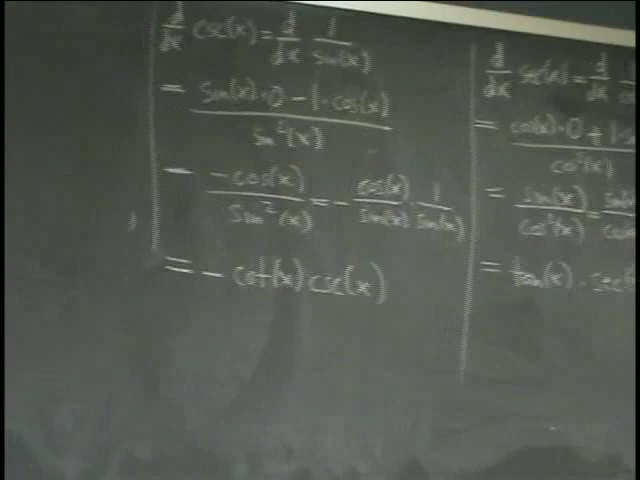 d/dx csc(x) = d/dx 1/sin(x)
= sin(x)·0 − 1·cos(x) / sin²(x)
= −cos(x) / sin²(x) = − cos(x)/sin(x) 1/sin(x)
= − cot(x) csc(x)
d/dx sec(x) = d/dx
= cos(x)·0 + 1· / cos²(x)
= sin(x)/cos²(x) =
= tan(x) · sec